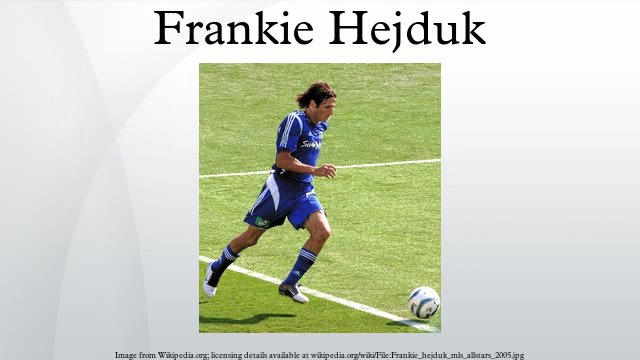 Frankie Hejduk
Image from Wikipedia.org; licensing details available at wikipedia.org/wiki/File:Frankie_hejduk_mls_allstars_2005.jpg